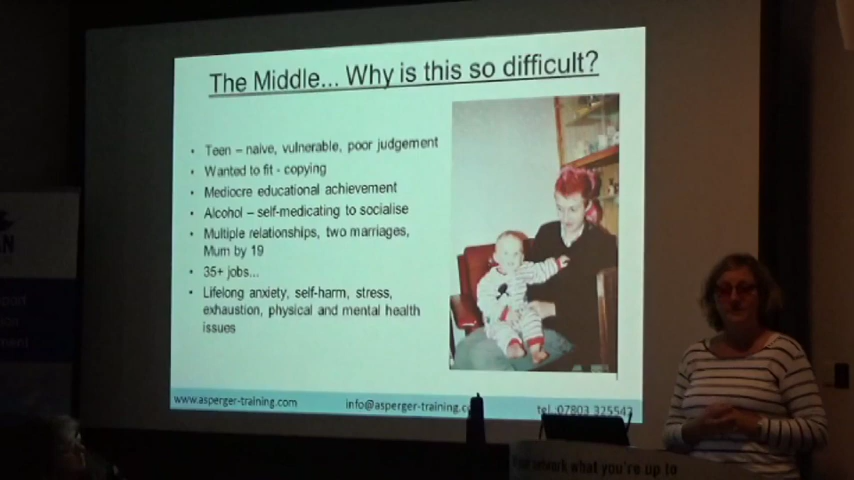 The Middle... Why is this so difficult?
• Teen – naive, vulnerable, poor judgement
• Wanted to fit - copying
• Mediocre educational achievement
• Alcohol – self-medicating to socialise
• Multiple relationships, two marriages,
Mum by 19
• 35+ jobs...
• Lifelong anxiety, self-harm, stress,
exhaustion, physical and mental health
issues
www.asperger-training.com
info@asperger-training.c
tel. 07803 325542
work what you're up to